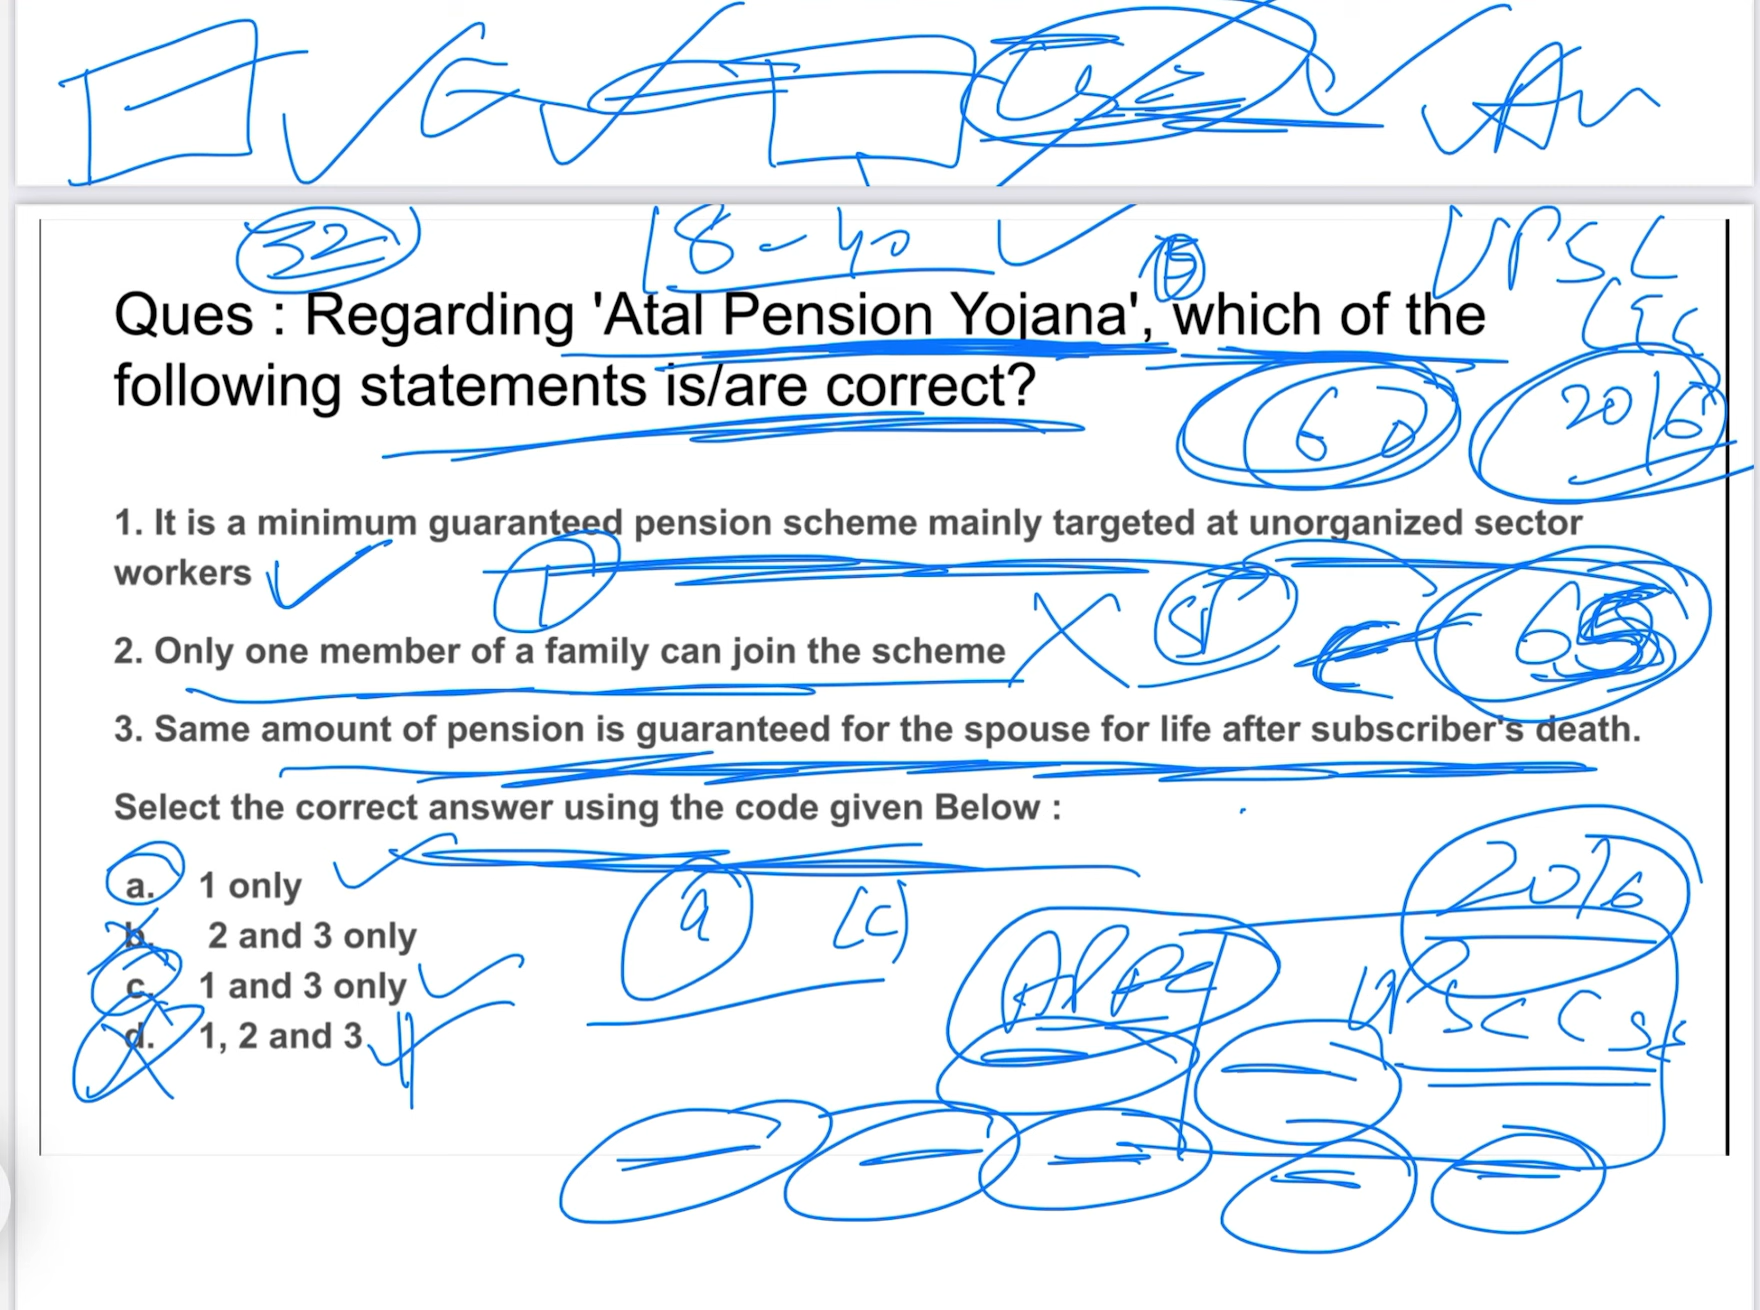 32 18-40 15 UPSC
Ques : Regarding 'Atal Pension Yojana', which of the
following statements is/are correct?
60 2016
1. It is a minimum guaranteed pension scheme mainly targeted at unorganized sector
workers
65
2. Only one member of a family can join the scheme
3. Same amount of pension is guaranteed for the spouse for life after subscriber's death.
Select the correct answer using the code given Below :
2016
a. 1 only
a (c)
b. 2 and 3 only
c. 1 and 3 only
UPSC CSE
d. 1, 2 and 3